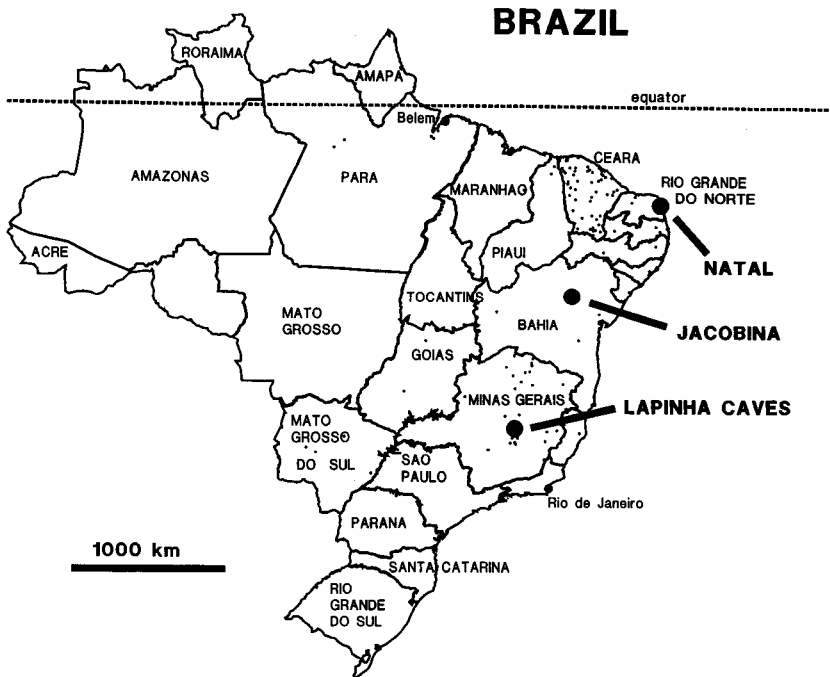 BRAZIL
RORAIMA
AMAPA
equator
Belem
CEARA
AMAZONAS
PARA
MARANHAO
RIO GRANDE
DO NORTE
ACRE
PIAUI
NATAL
TOCANTINS
MATO
GROSSO
BAHIA
JACOBINA
GOIAS
MINAS GERAIS
LAPINHA CAVES
MATO
GROSSO
DO SUL
SAO
PAULO
Rio de Janeiro
PARANA
1000 km
SANTA CATARINA
RIO
GRANDE
DO SUL